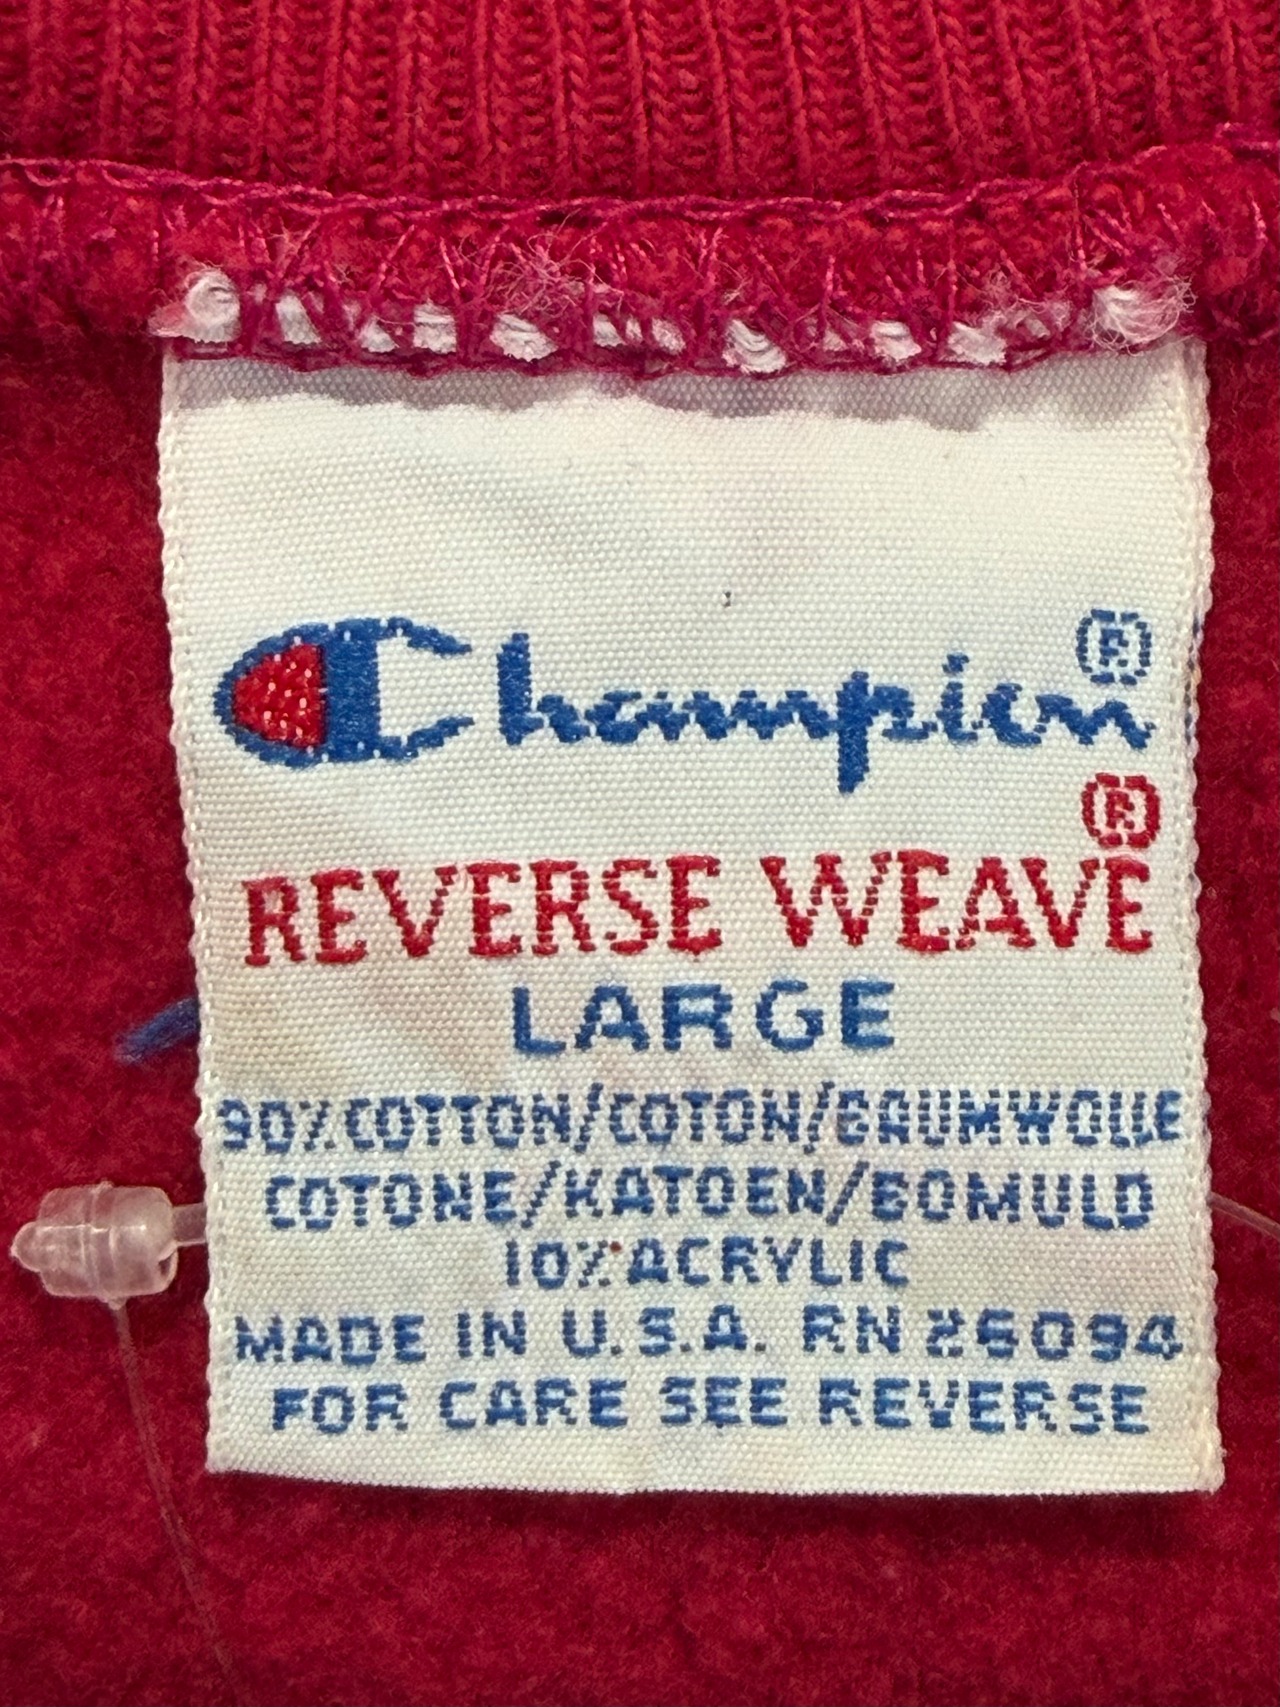 Champion®
REVERSE WEAVE®
LARGE
90% COTTON/COTON/BAUMWOLLE
COTONE/KATOEN/BOMULD
10% ACRYLIC
MADE IN U.S.A. RN 26094
FOR CARE SEE REVERSE